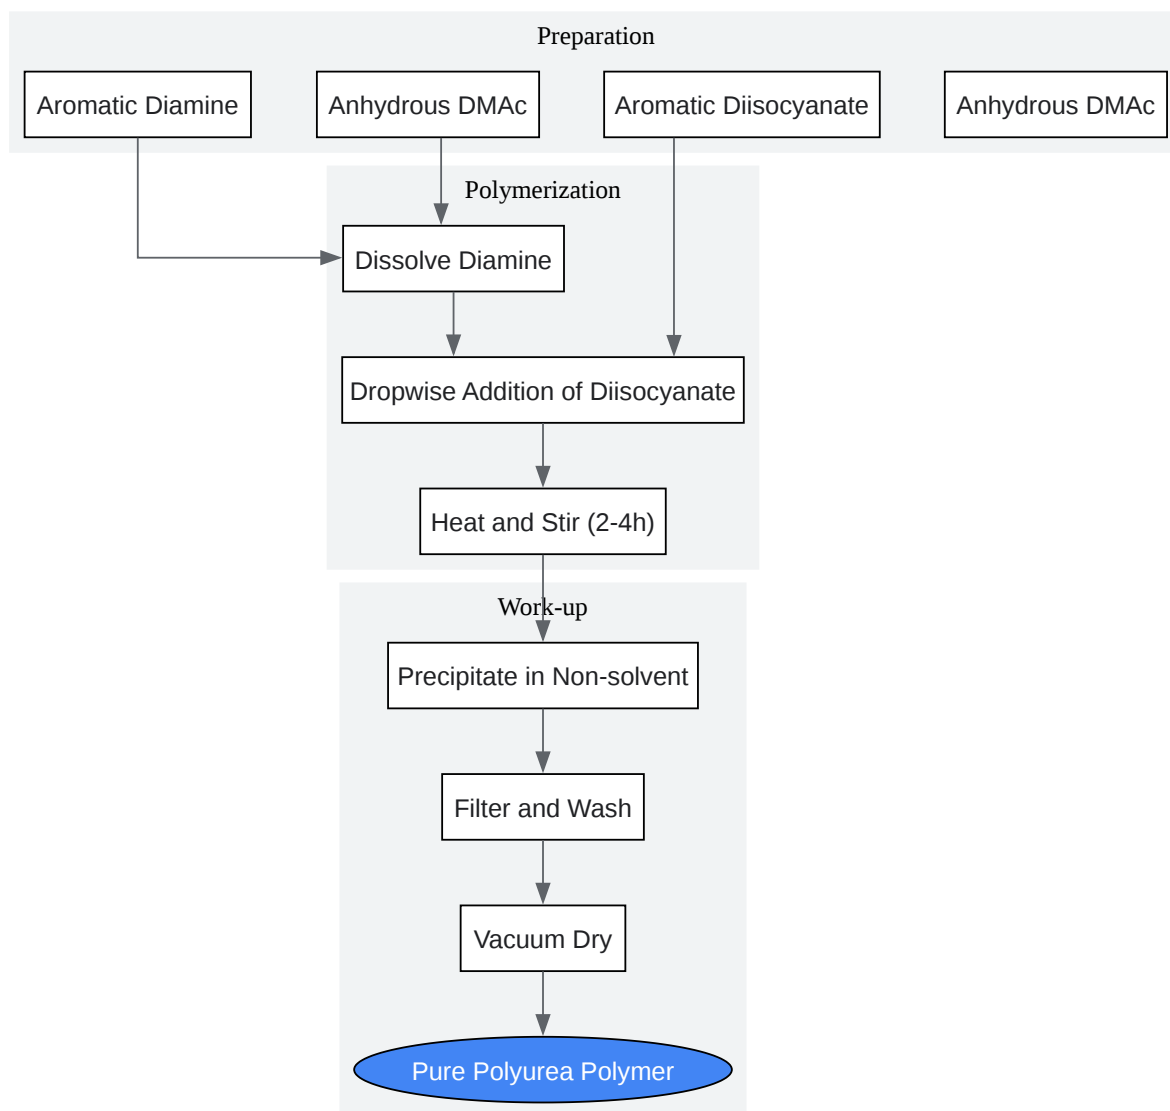 Preparation
Aromatic Diamine
Anhydrous DMAc
Aromatic Diisocyanate
Anhydrous DMAc
Polymerization
Dissolve Diamine
Dropwise Addition of Diisocyanate
Heat and Stir (2-4h)
Work-up
Precipitate in Non-solvent
Filter and Wash
Vacuum Dry
Pure Polyurea Polymer